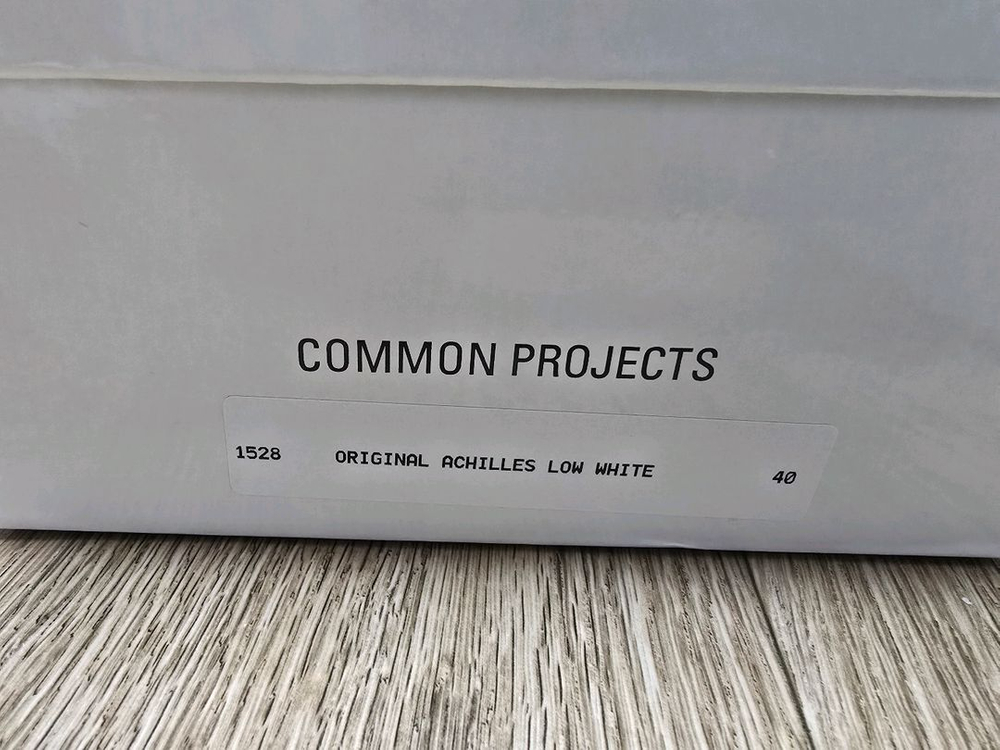 COMMON PROJECTS
1528 ORIGINAL ACHILLES LOW WHITE 40